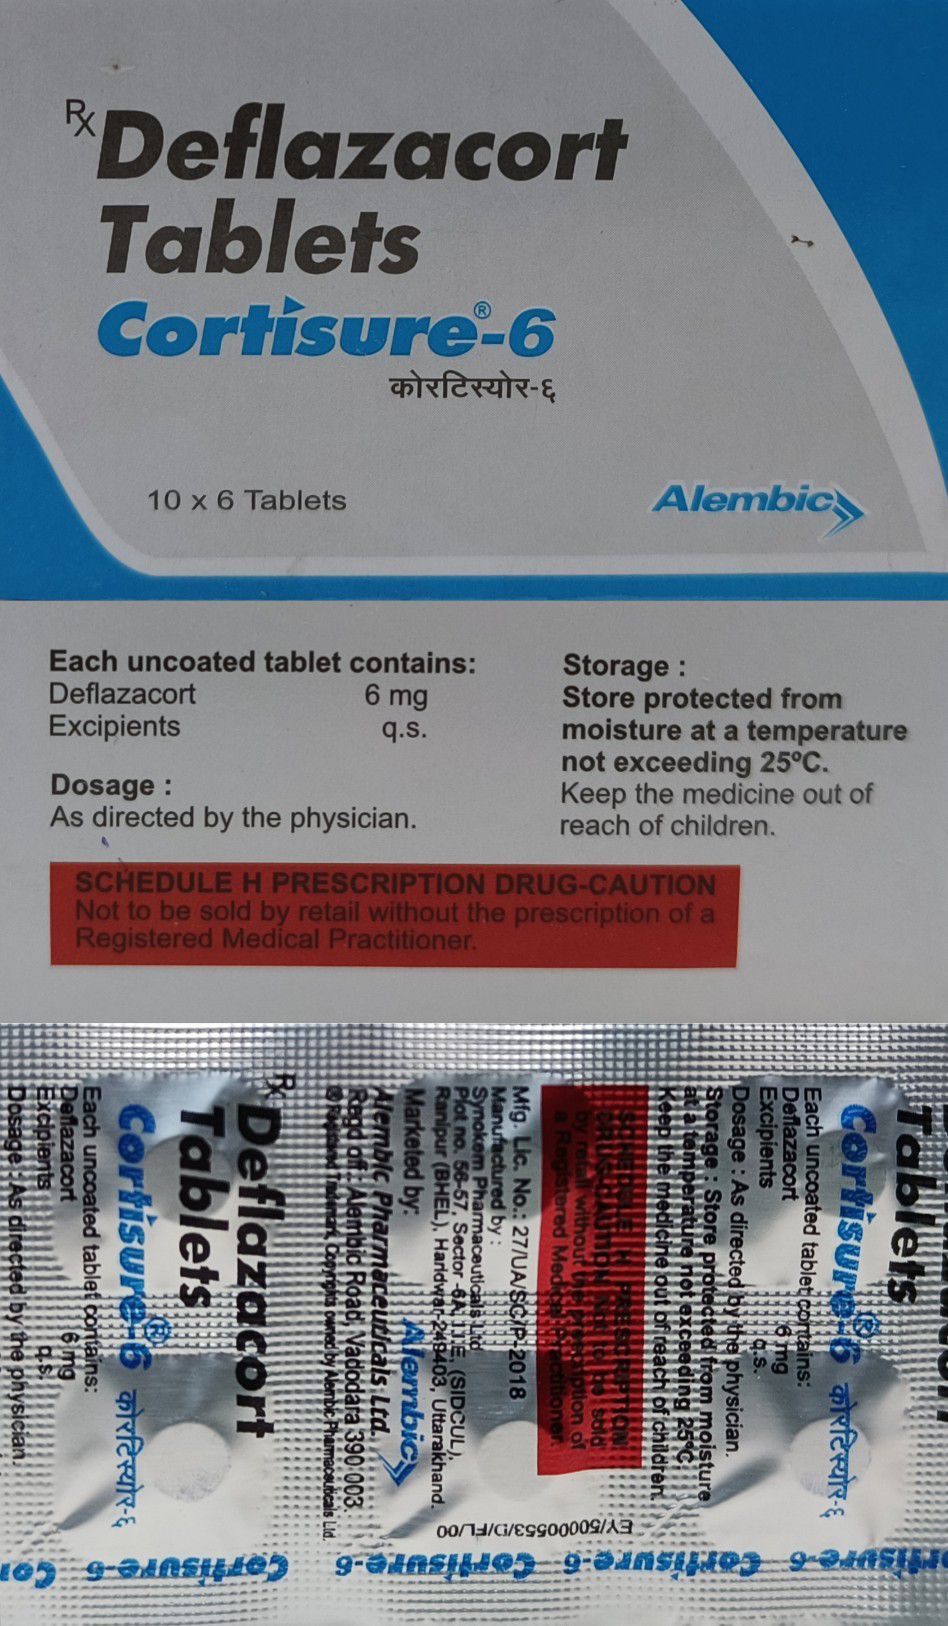 Rx Deflazacort
Tablets
Cortisure®-6
कोरटिस्योर-६
10 x 6 Tablets
Alembic
Each uncoated tablet contains:
Deflazacort 6 mg
Excipients q.s.
Dosage :
As directed by the physician.
Storage :
Store protected from
moisture at a temperature
not exceeding 25ºC.
Keep the medicine out of
reach of children.
SCHEDULE H PRESCRIPTION DRUG-CAUTION
Not to be sold by retail without the prescription of a
Registered Medical Practitioner.
Tablets
Cortisure®-6 कोरटिस्योर-६
Each uncoated tablet contains:
Deflazacort 6 mg
Excipients q.s.
Dosage : As directed by the physician.
Storage : Store protected from moisture
at a temperature not exceeding 25ºC.
Keep the medicine out of reach of children.
SCHEDULE H PRESCRIPTION
DRUG-CAUTION Not to be sold
by retail without the prescription of
a Registered Medical Practitioner.
Mfg. Lic. No.: 27/UA/SC/P-2018
Manufactured by :
Synokem Pharmaceuticals Ltd
Plot no. 56-57, Sector -6A, I.I.E., (SIDCUL),
Ranipur (BHEL), Haridwar-249403, Uttarakhand.
Marketed by:
Alembic
Alembic Pharmaceuticals Ltd.
Regd off : Alembic Road, Vadodara 390 003.
® Registered Trademark, Copyrights owned by Alembic Pharmaceuticals Ltd.
Rx Deflazacort
Tablets
Cortisure®-6 कोरटिस्योर-६
Each uncoated tablet contains:
Deflazacort 6 mg
Excipients q.s.
Dosage : As directed by the physician.
EY/50000553/D/FL/00
Cortisure-6 Cortisure-6 Cortisure-6 Cortisure-6